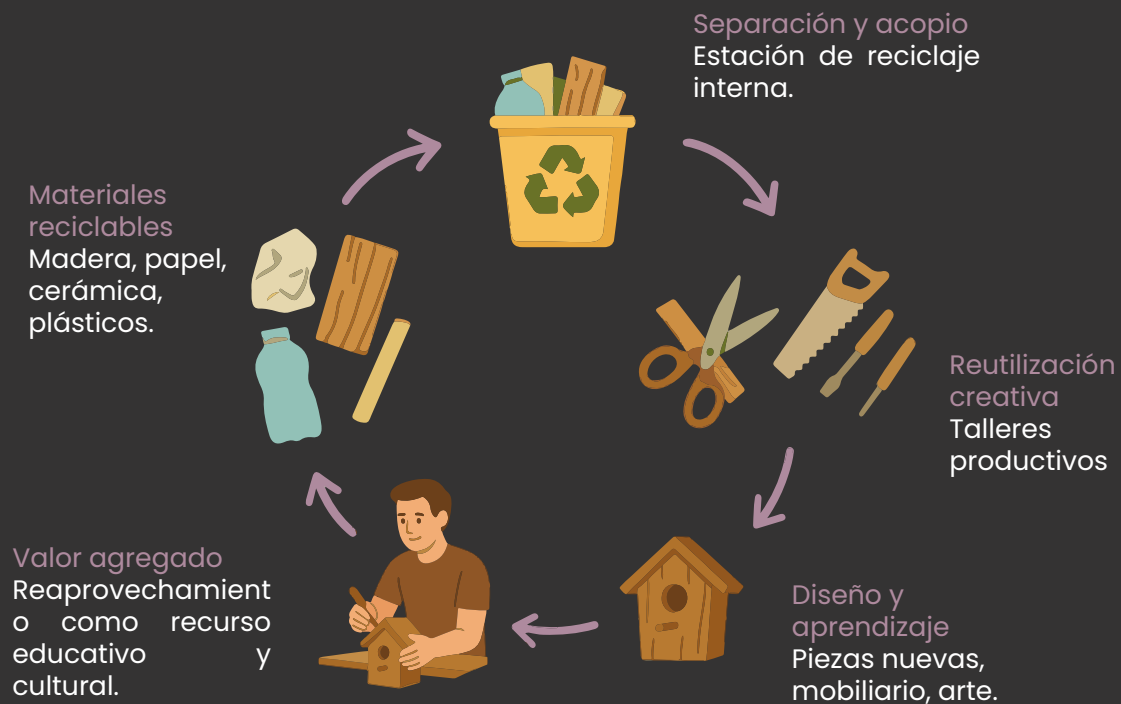 Separación y acopio
Estación de reciclaje
interna.
Materiales
reciclables
Madera, papel,
cerámica,
plásticos.
Reutilización
creativa
Talleres
productivos
Valor agregado
Reaprovechamient
o como recurso
educativo y
cultural.
Diseño y
aprendizaje
Piezas nuevas,
mobiliario, arte.